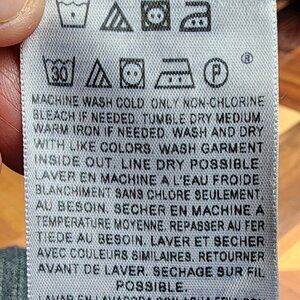 30 P ®
MACHINE WASH COLD. ONLY NON-CHLORINE
BLEACH IF NEEDED. TUMBLE DRY MEDIUM.
WARM IRON IF NEEDED. WASH AND DRY
WITH LIKE COLORS. WASH GARMENT
INSIDE OUT. LINE DRY POSSIBLE.
LAVER EN MACHINE A L'EAU FROIDE.
BLANCHIMENT SANS CHLORE SEULEMENT,
AU BESOIN. SECHER EN MACHINE A
TEMPERATURE MOYENNE. REPASSER AU FER
TIEDE AU BESOIN. LAVER ET SECHER
AVEC COULEURS SIMILAIRES. RETOURNER
AVANT DE LAVER. SECHAGE SUR FIL
POSSIBLE.